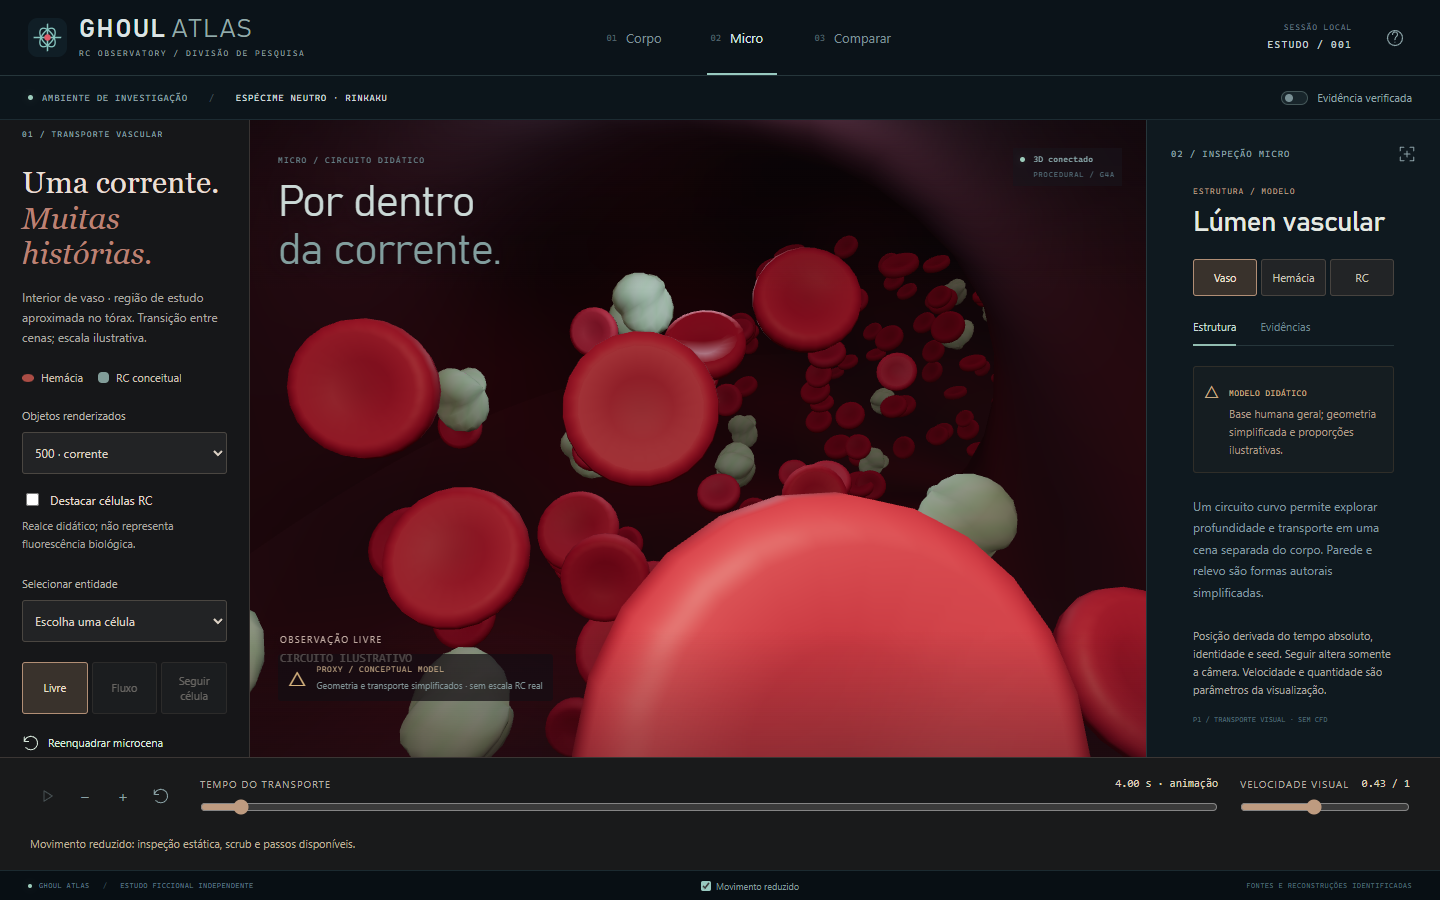 GHOUL ATLAS
RC OBSERVATORY / DIVISÃO DE PESQUISA
01 Corpo
02 Micro
03 Comparar
SESSÃO LOCAL
ESTUDO / 001
AMBIENTE DE INVESTIGAÇÃO / ESPÉCIME NEUTRO · RINKAKU
Evidência verificada
01 / TRANSPORTE VASCULAR
Uma corrente.
Muitas
histórias.
Interior de vaso · região de estudo
aproximada no tórax. Transição entre
cenas; escala ilustrativa.
Hemácia
RC conceitual
Objetos renderizados
500 · corrente
Destacar células RC
Realce didático; não representa
fluorescência biológica.
Selecionar entidade
Escolha uma célula
Livre
Fluxo
Seguir
célula
Reenquadrar microcena
MICRO / CIRCUITO DIDÁTICO
Por dentro
da corrente.
3D conectado
PROCEDURAL / G4A
OBSERVAÇÃO LIVRE
CIRCUITO ILUSTRATIVO
PROXY / CONCEPTUAL MODEL
Geometria e transporte simplificados · sem escala RC real
02 / INSPEÇÃO MICRO
ESTRUTURA / MODELO
Lúmen vascular
Vaso
Hemácia
RC
Estrutura
Evidências
MODELO DIDÁTICO
Base humana geral; geometria
simplificada e proporções
ilustrativas.
Um circuito curvo permite explorar
profundidade e transporte em uma
cena separada do corpo. Parede e
relevo são formas autorais
simplificadas.
Posição derivada do tempo absoluto,
identidade e seed. Seguir altera somente
a câmera. Velocidade e quantidade são
parâmetros da visualização.
P1 / TRANSPORTE VISUAL · SEM CFD
TEMPO DO TRANSPORTE
4.00 s · animação
VELOCIDADE VISUAL
0.43 / 1
Movimento reduzido: inspeção estática, scrub e passos disponíveis.
GHOUL ATLAS / ESTUDO FICCIONAL INDEPENDENTE
Movimento reduzido
FONTES E RECONSTRUÇÕES IDENTIFICADAS